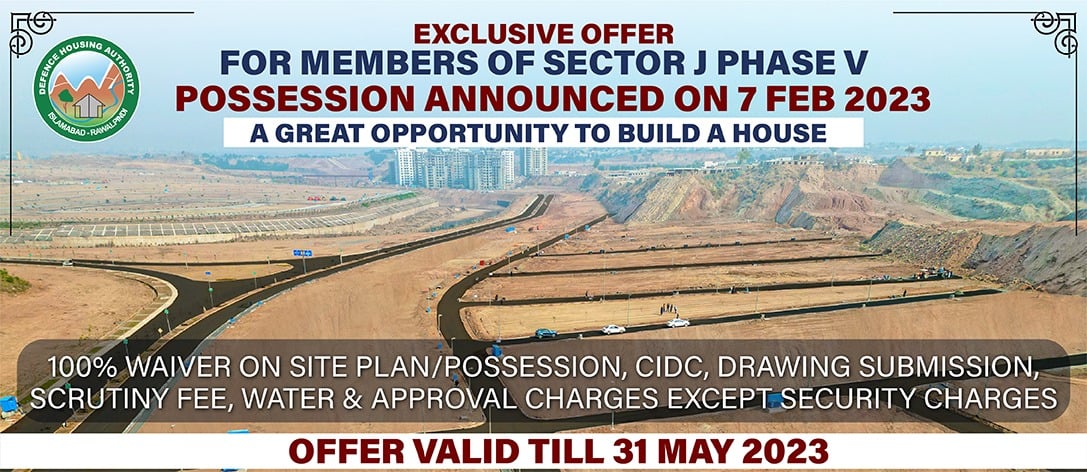 EXCLUSIVE OFFER
FOR MEMBERS OF SECTOR J PHASE V
POSSESSION ANNOUNCED ON 7 FEB 2023
A GREAT OPPORTUNITY TO BUILD A HOUSE
DEFENCE HOUSING AUTHORITY
ISLAMABAD - RAWALPINDI
100% WAIVER ON SITE PLAN/POSSESSION, CIDC, DRAWING SUBMISSION,
SCRUTINY FEE, WATER & APPROVAL CHARGES EXCEPT SECURITY CHARGES
OFFER VALID TILL 31 MAY 2023